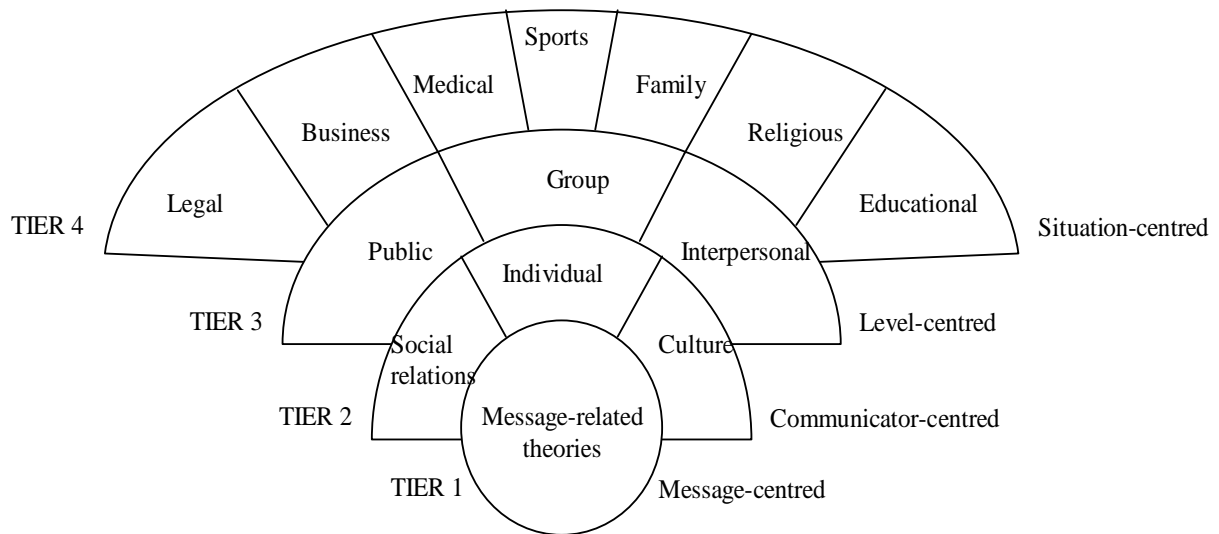 Sports
Medical
Family
Business
Religious
Legal
Group
Educational
TIER 4
Situation-centred
Public
Interpersonal
Individual
TIER 3
Level-centred
Social
relations
Culture
TIER 2
Message-related
theories
Communicator-centred
TIER 1
Message-centred